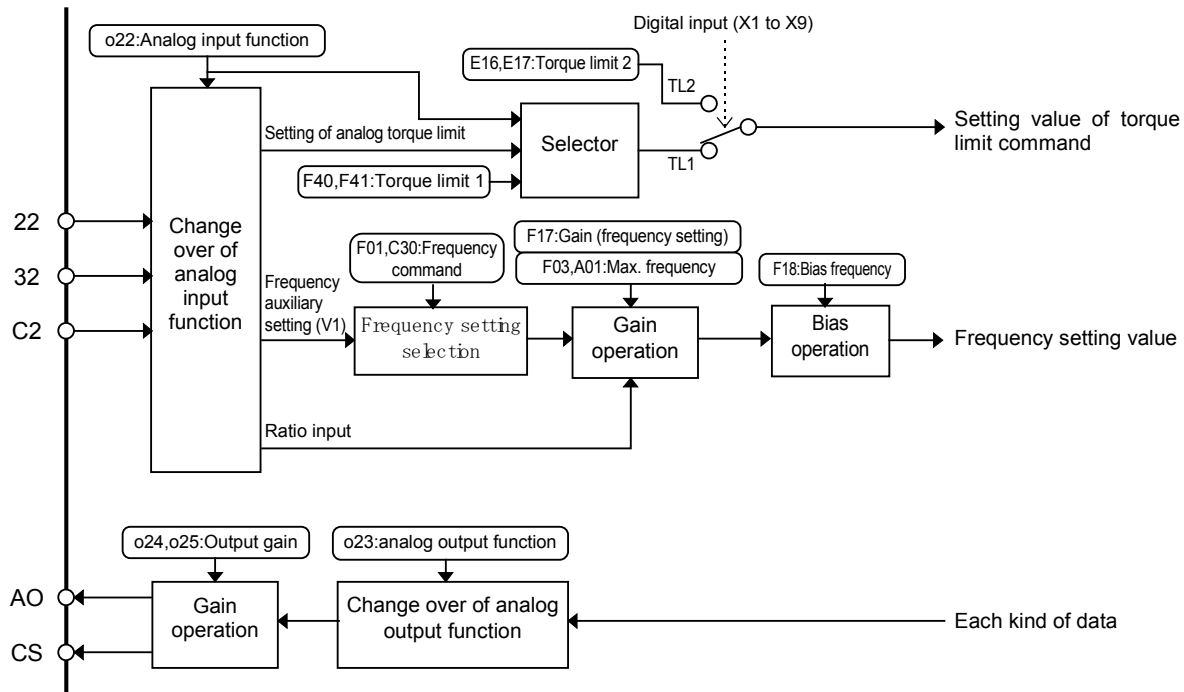 Digital input (X1 to X9)
o22:Analog input function
E16,E17:Torque limit 2
TL2
Setting of analog torque limit
Selector
TL1
Setting value of torque
limit command
F40,F41:Torque limit 1
22
32
C2
Change
over of
analog
input
function
F01,C30:Frequency
command
F17:Gain (frequency setting)
F03,A01:Max. frequency
F18:Bias frequency
Frequency
auxiliary
setting (V1)
Frequency setting
selection
Gain
operation
Bias
operation
Frequency setting value
Ratio input
o24,o25:Output gain
o23:analog output function
AO
CS
Gain
operation
Change over of analog
output function
Each kind of data